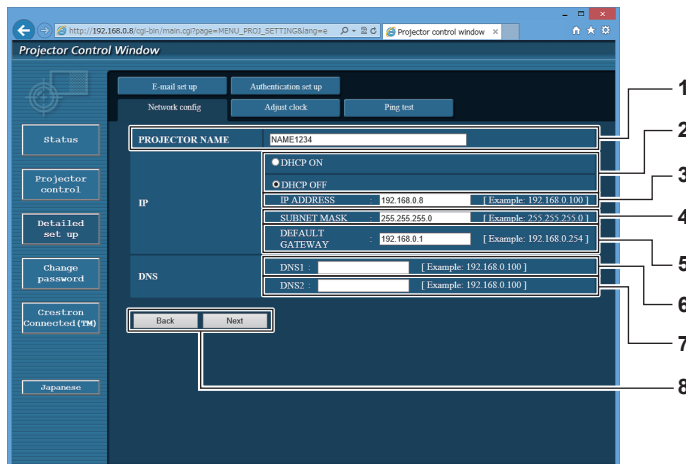 http://192.168.0.8/cgi-bin/main.cgi?page=MENU_PROJ_SETTING&lang=e
Projector control window ×
Projector Control Window
E-mail set up Authentication set up
Network config Adjust clock Ping test
1
Status
PROJECTOR NAME NAME1234
DHCP ON
2
Projector control
DHCP OFF
3
IP
IP ADDRESS : 192.168.0.8 [ Example: 192.168.0.100 ]
SUBNET MASK : 255.255.255.0 [ Example: 255.255.255.0 ]
4
Detailed set up
DEFAULT GATEWAY : 192.168.0.1 [ Example: 192.168.0.254 ]
5
Change password
DNS
DNS1 : [ Example: 192.168.0.100 ]
DNS2 : [ Example: 192.168.0.100 ]
6
Crestron Connected(TM)
Back Next
7
Japanese
8